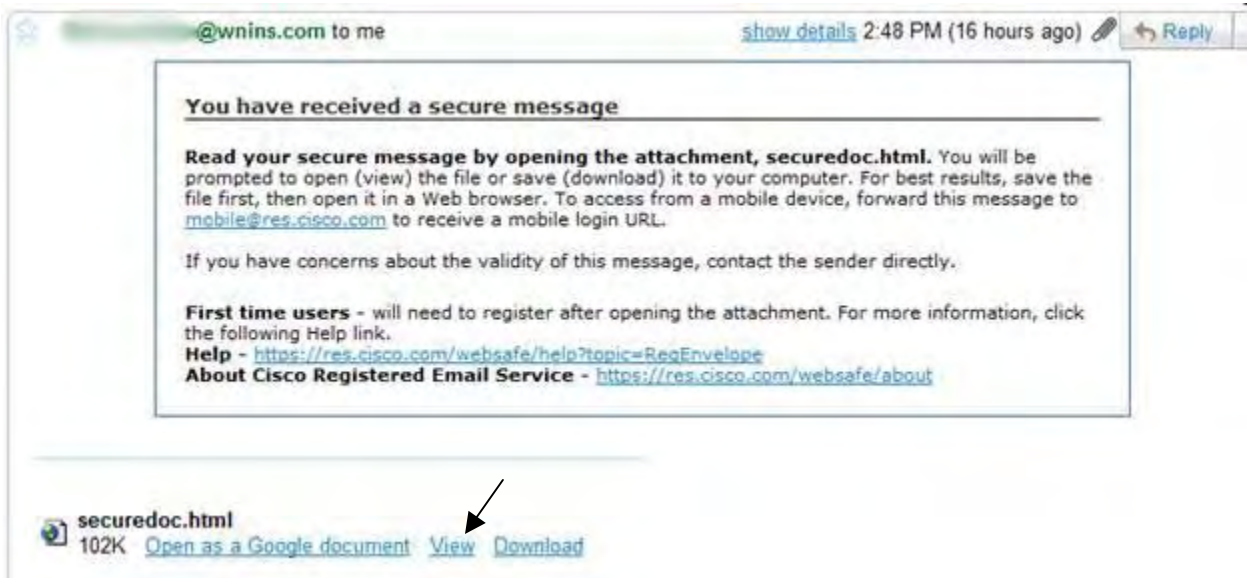 @wnins.com to me show details 2:48 PM (16 hours ago) Reply
You have received a secure message
Read your secure message by opening the attachment, securedoc.html. You will be
prompted to open (view) the file or save (download) it to your computer. For best results, save the
file first, then open it in a Web browser. To access from a mobile device, forward this message to
mobile@res.cisco.com to receive a mobile login URL.
If you have concerns about the validity of this message, contact the sender directly.
First time users - will need to register after opening the attachment. For more information, click
the following Help link.
Help - https://res.cisco.com/websafe/help?topic=RegEnvelope
About Cisco Registered Email Service - https://res.cisco.com/websafe/about
securedoc.html
102K Open as a Google document View Download